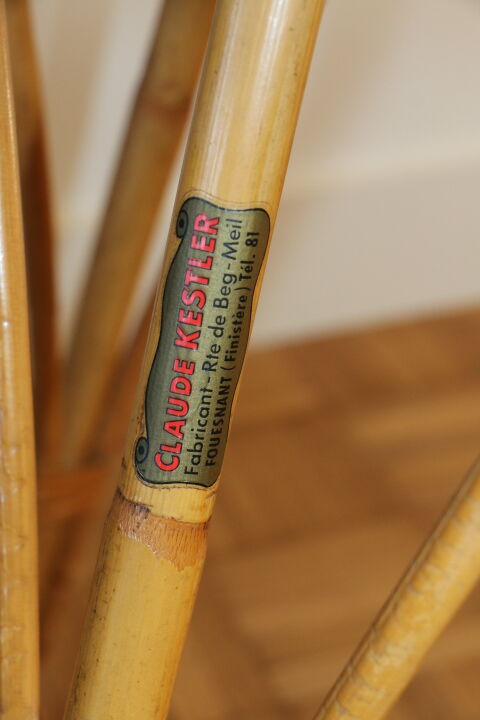 CLAUDE KESTLER
Fabricant-Rte de Beg-Meil
FOUESNANT (Finistère) Tél. 81